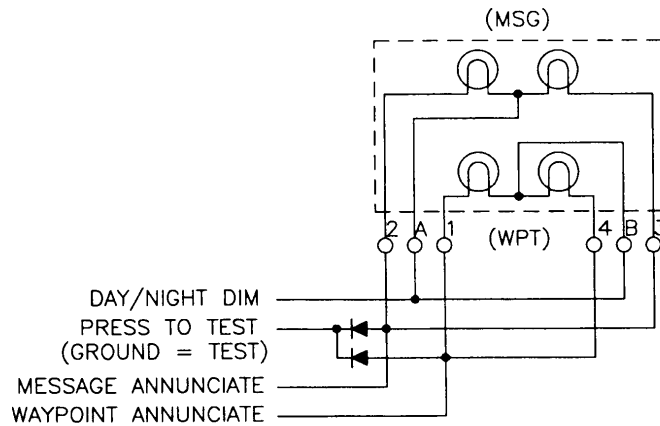 (MSG)
2 A 1 (WPT) 4 B
DAY/NIGHT DIM
PRESS TO TEST
(GROUND = TEST)
MESSAGE ANNUNCIATE
WAYPOINT ANNUNCIATE